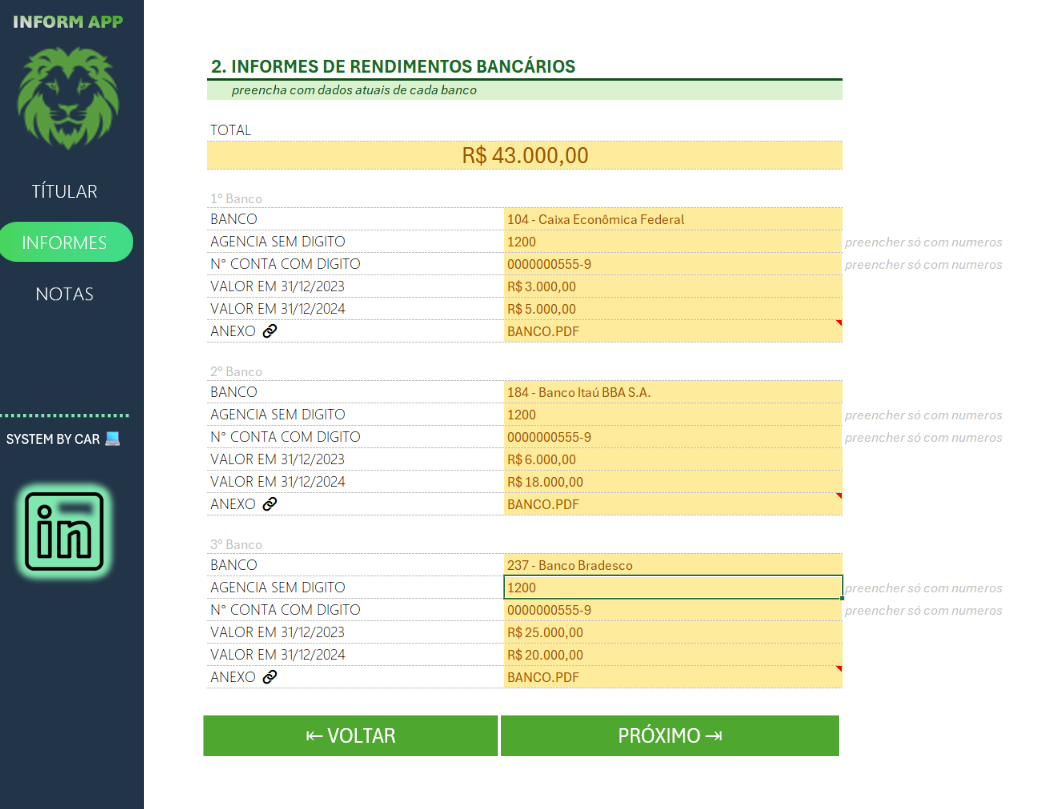 INFORM APP
TÍTULAR
INFORMES
NOTAS
SYSTEM BY CAR
in
2. INFORMES DE RENDIMENTOS BANCÁRIOS
preencha com dados atuais de cada banco
TOTAL
R$ 43.000,00
1º Banco
BANCO 104 - Caixa Econômica Federal
AGENCIA SEM DIGITO 1200 preencher só com numeros
N° CONTA COM DIGITO 0000000555-9 preencher só com numeros
VALOR EM 31/12/2023 R$ 3.000,00
VALOR EM 31/12/2024 R$ 5.000,00
ANEXO BANCO.PDF
2º Banco
BANCO 184 - Banco Itaú BBA S.A.
AGENCIA SEM DIGITO 1200 preencher só com numeros
N° CONTA COM DIGITO 0000000555-9 preencher só com numeros
VALOR EM 31/12/2023 R$ 6.000,00
VALOR EM 31/12/2024 R$ 18.000,00
ANEXO BANCO.PDF
3º Banco
BANCO 237 - Banco Bradesco
AGENCIA SEM DIGITO 1200 preencher só com numeros
N° CONTA COM DIGITO 0000000555-9 preencher só com numeros
VALOR EM 31/12/2023 R$ 25.000,00
VALOR EM 31/12/2024 R$ 20.000,00
ANEXO BANCO.PDF
⇤ VOLTAR PRÓXIMO ⇥